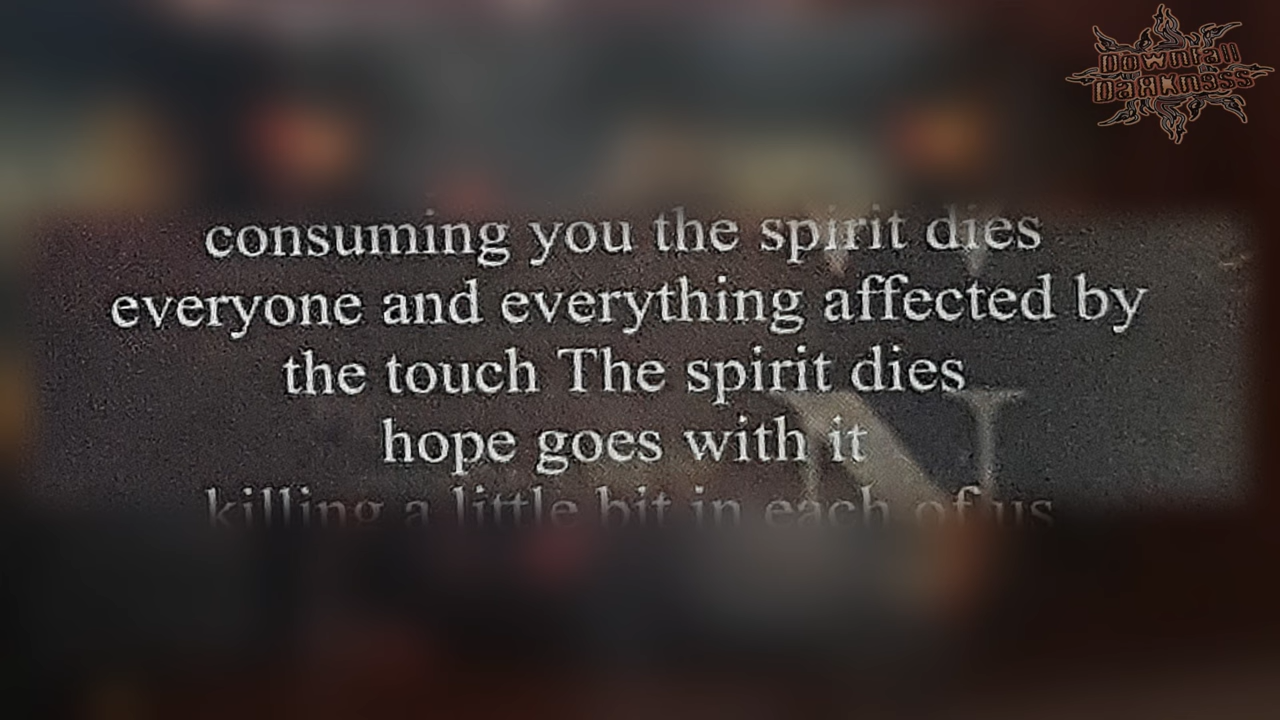 Downfall
Darkness
consuming you the spirit dies
everyone and everything affected by
the touch The spirit dies
hope goes with it
killing a little bit in each of us
N